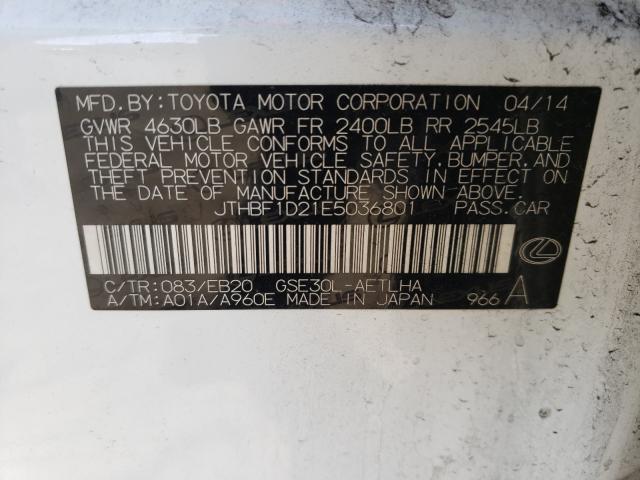 MFD. BY: TOYOTA MOTOR CORPORATION 04/14
GVWR 4630LB GAWR FR 2400LB RR 2545LB
THIS VEHICLE CONFORMS TO ALL APPLICABLE
FEDERAL MOTOR VEHICLE SAFETY, BUMPER, AND
THEFT PREVENTION STANDARDS IN EFFECT ON
THE DATE OF MANUFACTURE SHOWN ABOVE.
JTHBF1D21E5036801 PASS. CAR
C/TR: 083/EB20 GSE30L-AETLHA
A/TM: A01A/A960E MADE IN JAPAN 966 A